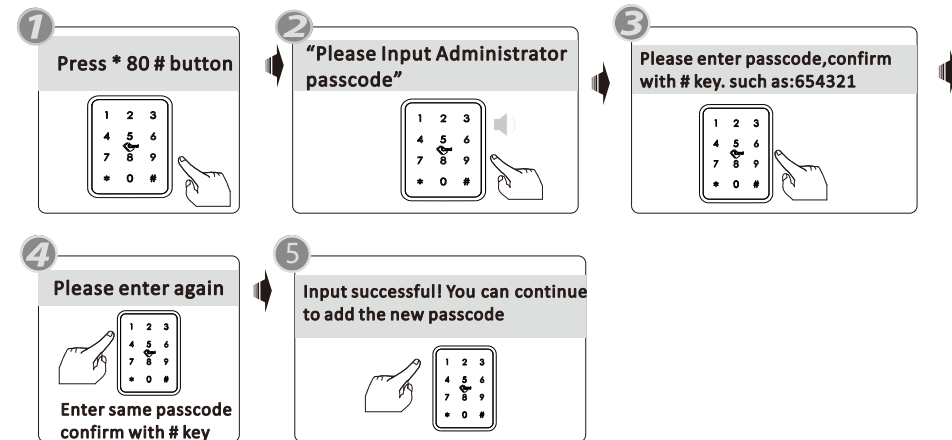 1
Press * 80 # button
1 2 3
4 5 6
7 8 9
* 0 #
2
“Please Input Administrator
passcode”
1 2 3
4 5 6
7 8 9
* 0 #
3
Please enter passcode,confirm
with # key. such as:654321
1 2 3
4 5 6
7 8 9
* 0 #
4
Please enter again
1 2 3
4 5 6
7 8 9
* 0 #
Enter same passcode
confirm with # key
5
Input successful! You can continue
to add the new passcode
1 2 3
4 5 6
7 8 9
* 0 #